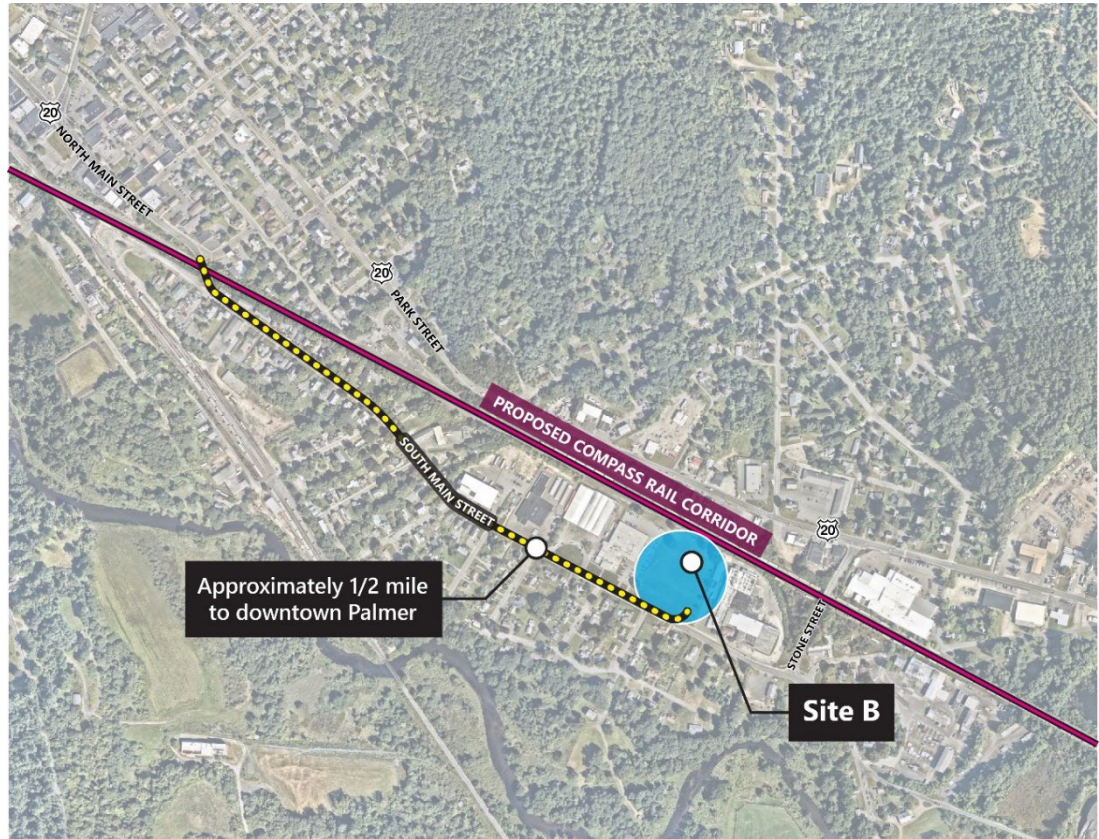 20
NORTH MAIN STREET
20
PARK STREET
PROPOSED COMPASS RAIL CORRIDOR
SOUTH MAIN STREET
20
Approximately 1/2 mile
to downtown Palmer
STONE STREET
Site B